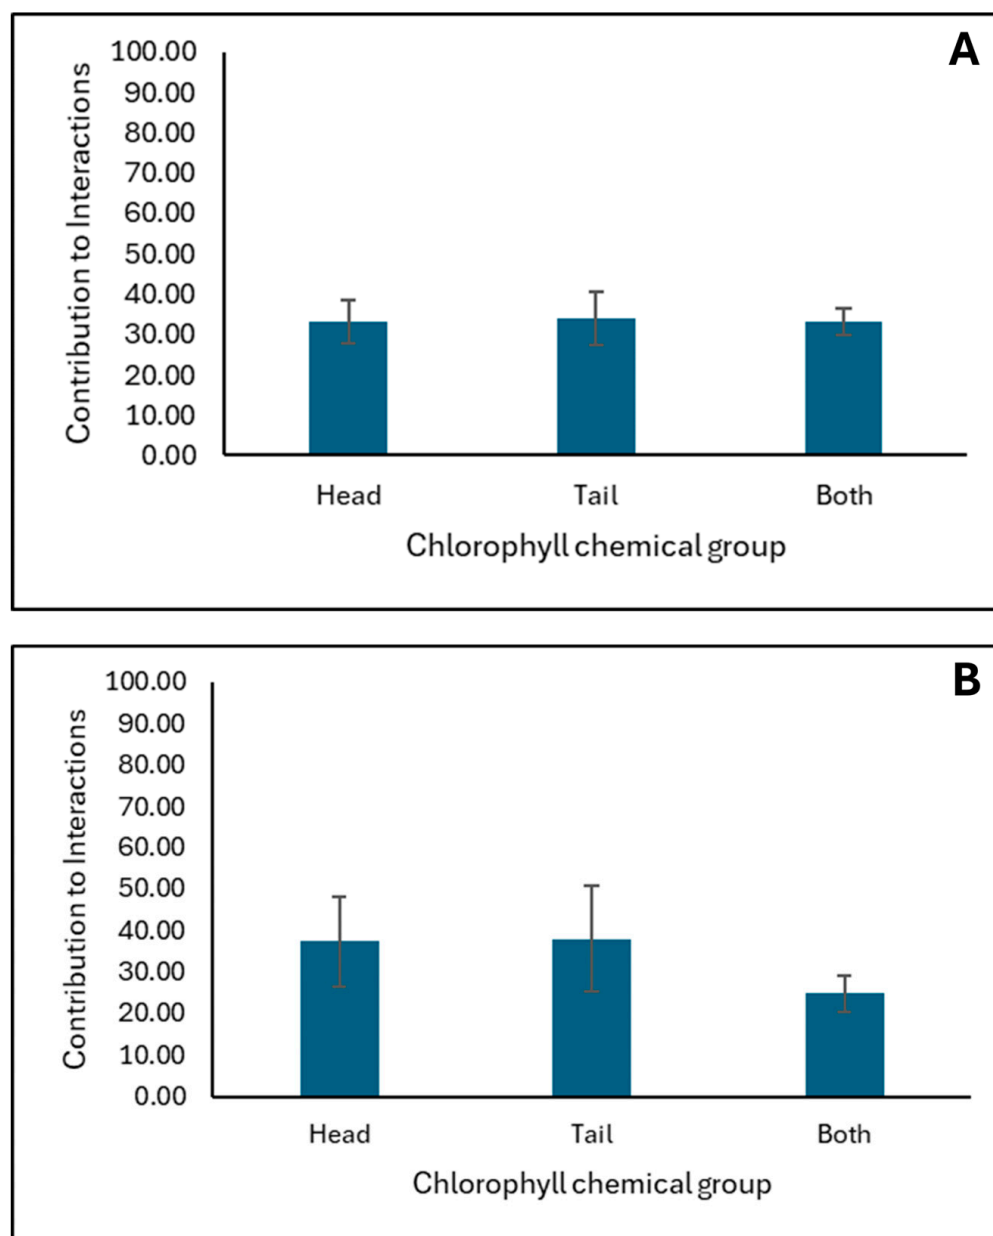 A
Contribution to Interactions
100.00
90.00
80.00
70.00
60.00
50.00
40.00
30.00
20.00
10.00
0.00
Head Tail Both
Chlorophyll chemical group
B
Contribution to Interactions
100.00
90.00
80.00
70.00
60.00
50.00
40.00
30.00
20.00
10.00
0.00
Head Tail Both
Chlorophyll chemical group